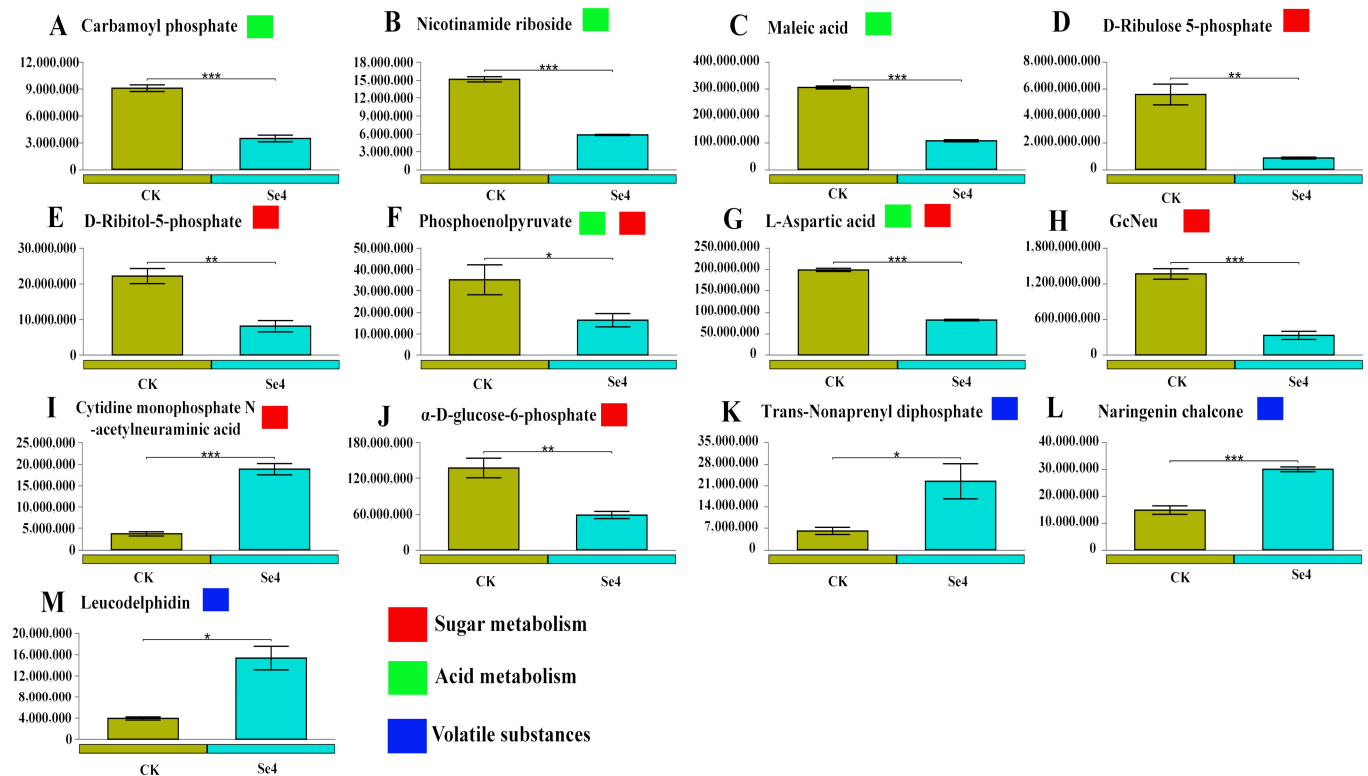 A Carbamoyl phosphate
12.000.000
9.000.000
6.000.000
3.000.000
0
***
CK Se4
B Nicotinamide riboside
18.000.000
15.000.000
12.000.000
9.000.000
6.000.000
3.000.000
0
***
CK Se4
C Maleic acid
400.000.000
300.000.000
200.000.000
100.000.000
0
***
CK Se4
D D-Ribulose 5-phosphate
8.000.000
6.000.000
4.000.000
2.000.000
0
**
CK Se4
E D-Ribitol-5-phosphate
30.000.000
20.000.000
10.000.000
0
**
CK Se4
F Phosphoenolpyruvate
50.000.000
40.000.000
30.000.000
20.000.000
10.000.000
0
*
CK Se4
G L-Aspartic acid
250.000.000
200.000.000
150.000.000
100.000.000
50.000.000
0
***
CK Se4
H GcNeu
1.800.000.000
1.200.000.000
600.000.000
0
***
CK Se4
I Cytidine monophosphate N
-acetylneuraminic acid
25.000.000
20.000.000
15.000.000
10.000.000
5.000.000
0
***
CK Se4
J α-D-glucose-6-phosphate
180.000.000
120.000.000
60.000.000
0
**
CK Se4
K Trans-Nonaprenyl diphosphate
35.000.000
28.000.000
21.000.000
14.000.000
7.000.000
0
*
CK Se4
L Naringenin chalcone
40.000.000
30.000.000
20.000.000
10.000.000
0
***
CK Se4
M Leucodelphidin
20.000.000
16.000.000
12.000.000
8.000.000
4.000.000
0
*
CK Se4
Sugar metabolism
Acid metabolism
Volatile substances